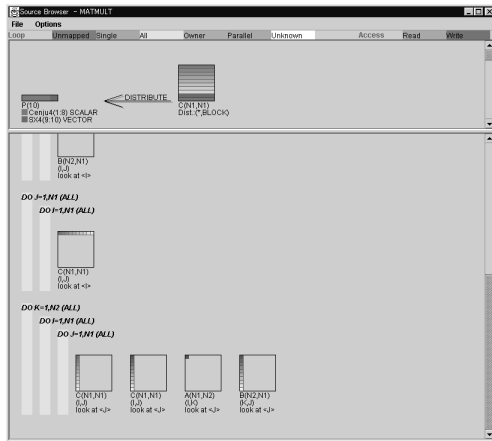 Source Browser - MATMULT
File Options
Loop Unmapped Single All Owner Parallel Unknown Access Read Write
DISTRIBUTE
P(10)
Cenju4(1:8) SCALAR
SX4(9:10) VECTOR
C(N1,N1)
Dist.:(*,BLOCK)
B(N2,N1)
(I,J)
look at <I>
DO J=1,N1 (ALL)
DO I=1,N1 (ALL)
C(N1,N1)
(I,J)
look at <I>
DO K=1,N2 (ALL)
DO I=1,N1 (ALL)
DO J=1,N1 (ALL)
C(N1,N1) C(N1,N1) A(N1,N2) B(N2,N1)
(I,J) (I,J) (I,K) (K,J)
look at <J> look at <J> look at <J> look at <J>